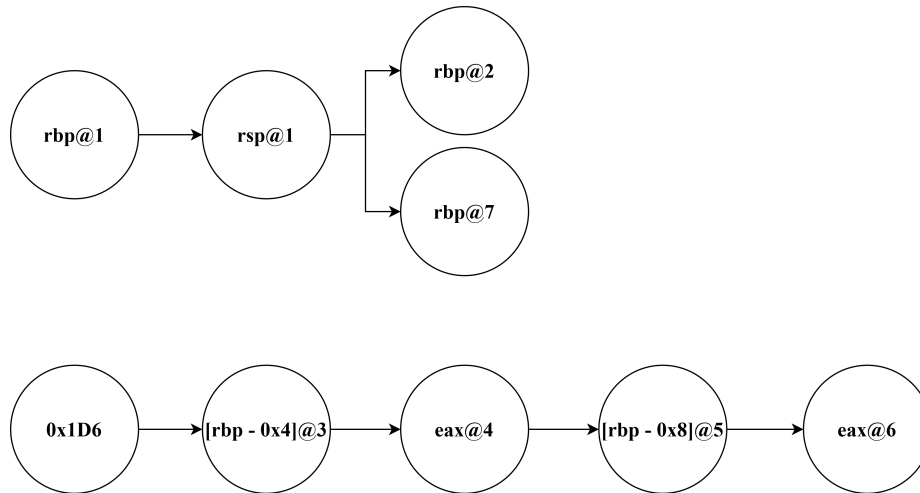 rbp@2
rbp@1
rsp@1
rbp@7
0x1D6
[rbp - 0x4]@3
eax@4
[rbp - 0x8]@5
eax@6